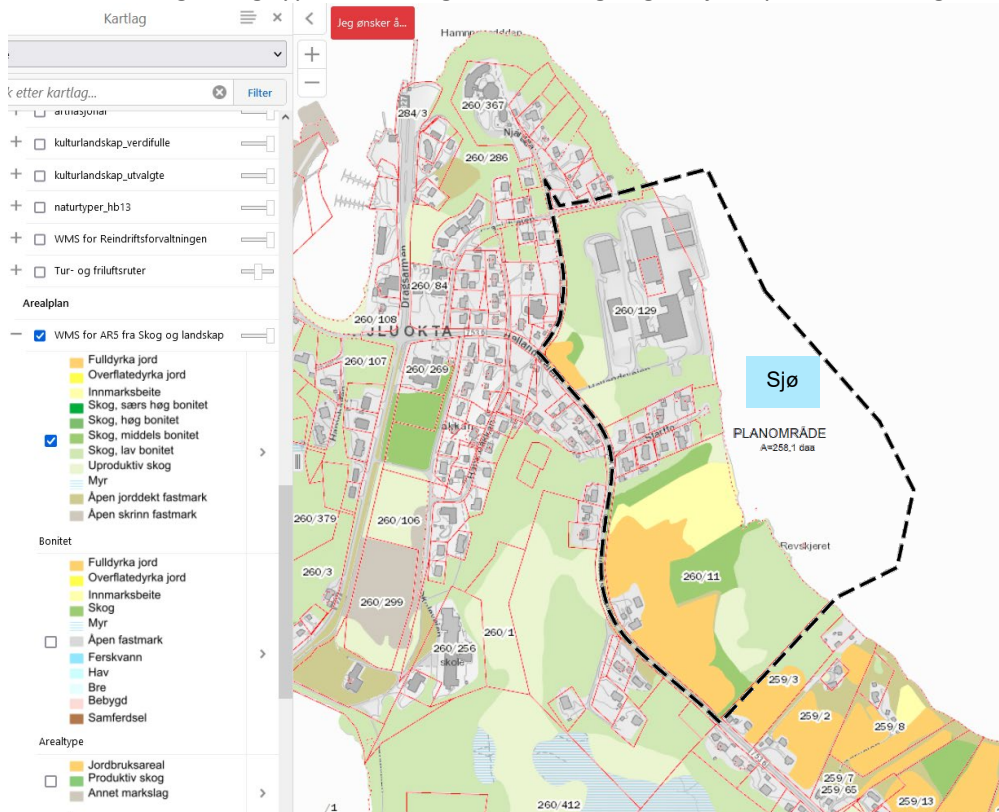 Kartlag
Filter
kulturlandskap_verdifulle
kulturlandskap_utvalgte
naturtyper_hb13
WMS for Reindriftsforvaltningen
Tur- og friluftsruter
Arealplan
WMS for AR5 fra Skog og landskap
Fulldyrka jord
Overflatedyrka jord
Innmarksbeite
Skog, særs høg bonitet
Skog, høg bonitet
Skog, middels bonitet
Skog, lav bonitet
Uproduktiv skog
Myr
Åpen jorddekt fastmark
Åpen skrinn fastmark
Bonitet
Fulldyrka jord
Overflatedyrka jord
Innmarksbeite
Skog
Myr
Åpen fastmark
Ferskvann
Hav
Bre
Bebygd
Samferdsel
Arealtype
Jordbruksareal
Produktiv skog
Annet markslag
Jeg ønsker å...
284/3
260/367
260/286
260/84
260/108
260/107
260/269
260/129
Sjø
PLANOMRÅDE
A=258,1 daa
Revskjeret
260/379
260/106
260/3
260/299
260/11
260/1
260/256
skole
259/3
259/2
259/8
259/7
259/65
259/13
260/412
/1